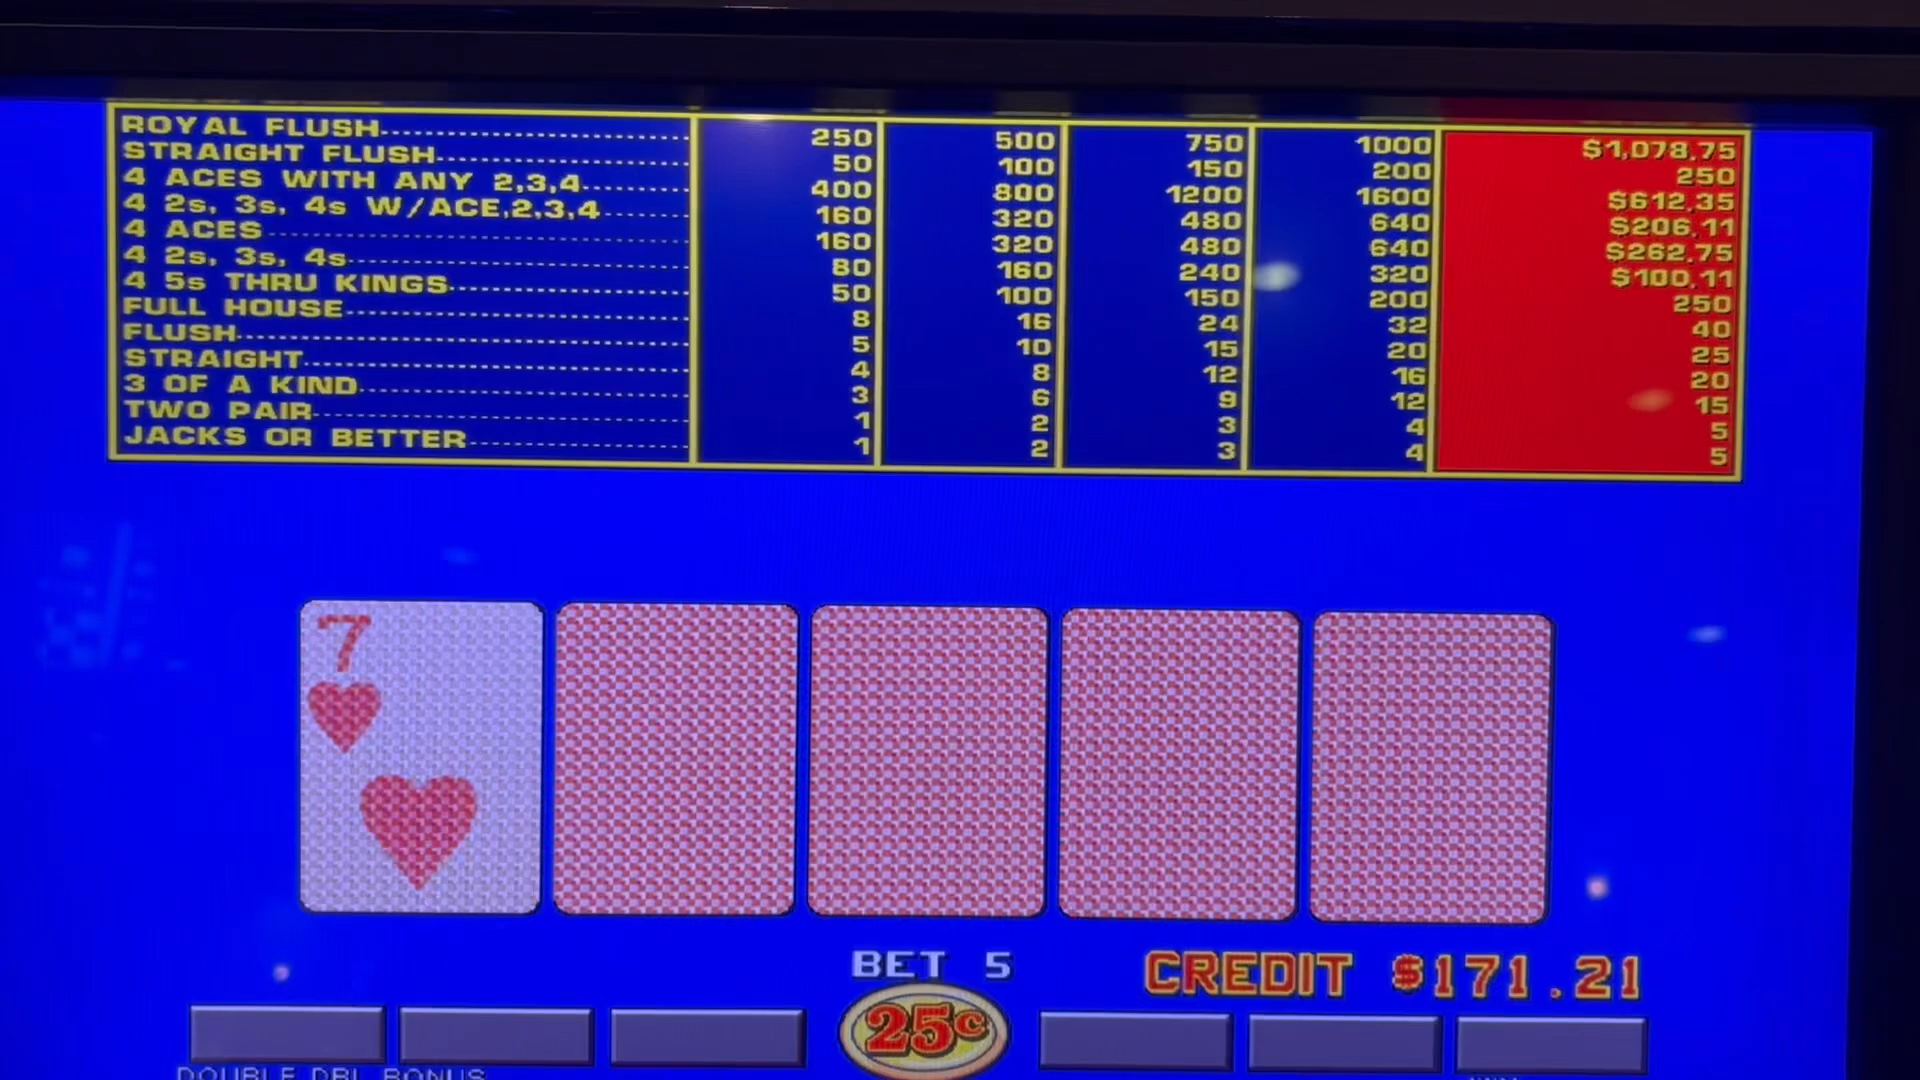 ROYAL FLUSH 250 500 750 1000 $1,078.75
STRAIGHT FLUSH 50 100 150 200 250
4 ACES WITH ANY 2,3,4 400 800 1200 1600 $612.35
4 2s, 3s, 4s W/ACE,2,3,4 160 320 480 640 $206.11
4 ACES 160 320 480 640 $262.75
4 2s, 3s, 4s 80 160 240 320 $100.11
4 5s THRU KINGS 50 100 150 200 250
FULL HOUSE 8 16 24 32 40
FLUSH 5 10 15 20 25
STRAIGHT 4 8 12 16 20
3 OF A KIND 3 6 9 12 15
TWO PAIR 1 2 3 4 5
JACKS OR BETTER 1 2 3 4 5
7
BET 5
CREDIT $171.21
25¢
DOUBLE DBL BONUS